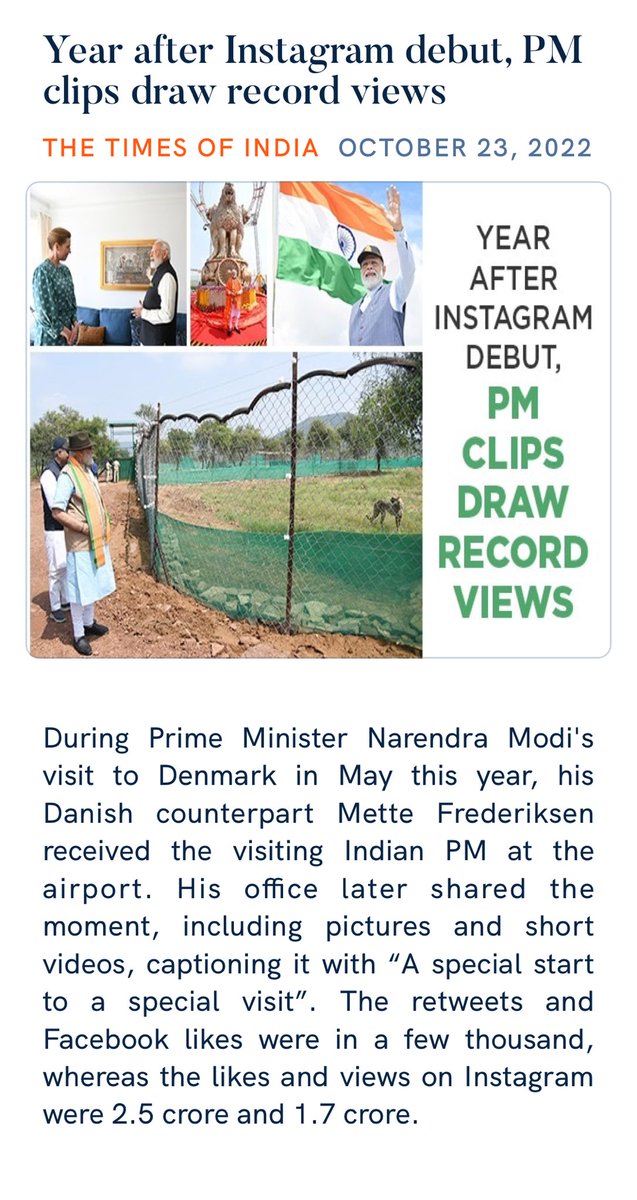 Year after Instagram debut, PM
clips draw record views
THE TIMES OF INDIA OCTOBER 23, 2022
YEAR
AFTER
INSTAGRAM
DEBUT,
PM
CLIPS
DRAW
RECORD
VIEWS
During Prime Minister Narendra Modi's
visit to Denmark in May this year, his
Danish counterpart Mette Frederiksen
received the visiting Indian PM at the
airport. His office later shared the
moment, including pictures and short
videos, captioning it with “A special start
to a special visit”. The retweets and
Facebook likes were in a few thousand,
whereas the likes and views on Instagram
were 2.5 crore and 1.7 crore.